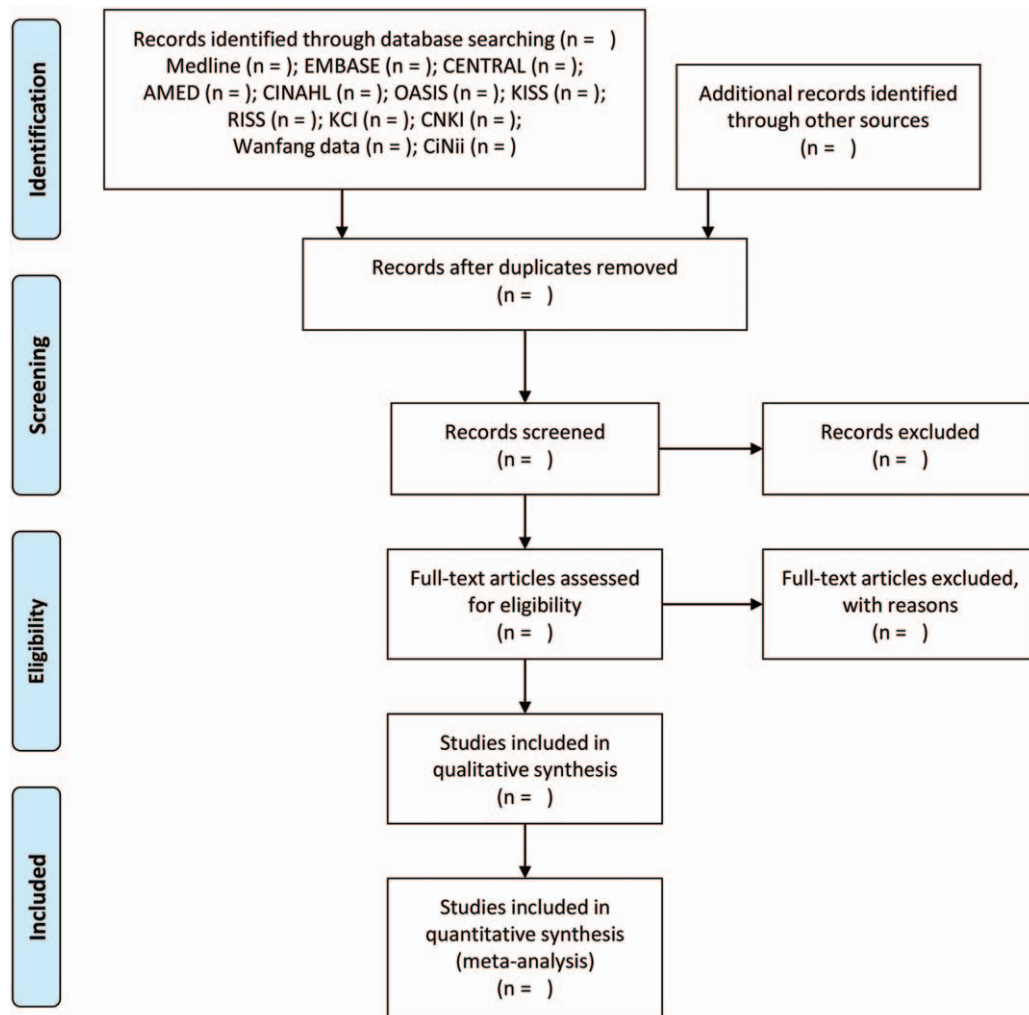 Identification
Records identified through database searching (n =   )
Medline (n = ); EMBASE (n = ); CENTRAL (n = );
AMED (n = ); CINAHL (n = ); OASIS (n = ); KISS (n = );
RISS (n = ); KCI (n = ); CNKI (n = );
Wanfang data (n = ); CiNii (n = )
Additional records identified
through other sources
(n =   )
Records after duplicates removed
(n =   )
Screening
Records screened
(n =   )
Records excluded
(n =   )
Eligibility
Full-text articles assessed
for eligibility
(n =   )
Full-text articles excluded,
with reasons
(n =   )
Studies included in
qualitative synthesis
(n =   )
Included
Studies included in
quantitative synthesis
(meta-analysis)
(n =   )